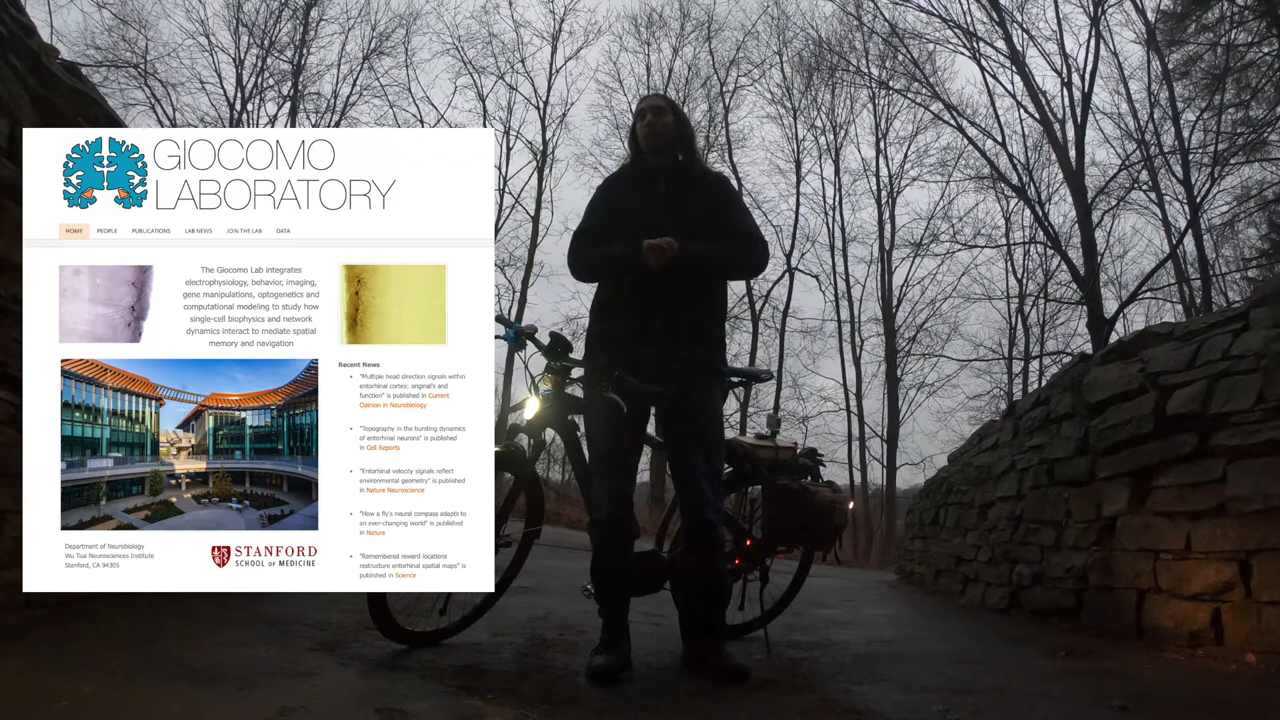 GIOCOMO
LABORATORY
HOME PEOPLE PUBLICATIONS LAB NEWS JOIN THE LAB DATA
The Giocomo Lab integrates
electrophysiology, behavior, imaging,
gene manipulations, optogenetics and
computational modeling to study how
single-cell biophysics and network
dynamics interact to mediate spatial
memory and navigation
Recent News
"Multiple head direction signals within
entorhinal cortex: original's and
function" is published in Current
Opinion in Neurobiology
"Topography in the bursting dynamics
of entorhinal neurons" is published
in Cell Reports
"Entorhinal velocity signals reflect
environmental geometry" is published
in Nature Neuroscience
"How a fly's neural compass adapts to
an ever-changing world" is published
in Nature
"Remembered reward locations
restructure entorhinal spatial maps" is
published in Science
Department of Neurobiology
Wu Tsai Neurosciences Institute
Stanford, CA 94305
STANFORD
SCHOOL OF MEDICINE